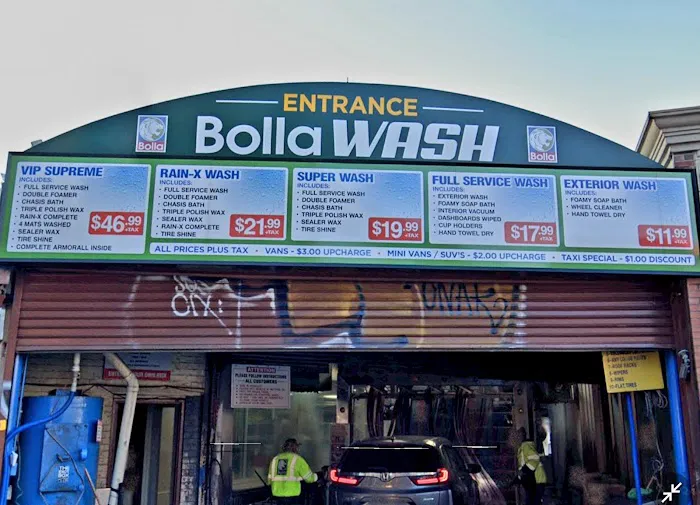 ENTRANCE
Bolla WASH
Bolla
Bolla
VIP SUPREME
INCLUDES:
• FULL SERVICE WASH
• DOUBLE FOAMER
• CHASIS BATH
• TRIPLE POLISH WAX
• RAIN-X COMPLETE
• 4 MATS WASHED
• SEALER WAX
• TIRE SHINE
• COMPLETE ARMORALL INSIDE
$46.99
+TAX
RAIN-X WASH
INCLUDES:
• FULL SERVICE WASH
• DOUBLE FOAMER
• CHASIS BATH
• TRIPLE POLISH WAX
• SEALER WAX
• RAIN-X COMPLETE
• TIRE SHINE
$21.99
+TAX
SUPER WASH
INCLUDES:
• FULL SERVICE WASH
• DOUBLE FOAMER
• CHASIS BATH
• TRIPLE POLISH WAX
• SEALER WAX
• TIRE SHINE
$19.99
+TAX
FULL SERVICE WASH
INCLUDES:
• EXTERIOR WASH
• FOAMY SOAP BATH
• INTERIOR VACUUM
• DASHBOARDS WIPED
• CUP HOLDERS
• HAND TOWEL DRY
$17.99
+TAX
EXTERIOR WASH
INCLUDES:
• FOAMY SOAP BATH
• WHEEL CLEANER
• HAND TOWEL DRY
$11.99
+TAX
ALL PRICES PLUS TAX • VANS - $3.00 UPCHARGE • MINI VANS / SUV'S - $2.00 UPCHARGE • TAXI SPECIAL - $1.00 DISCOUNT
ATTENTION
PLEASE FOLLOW INSTRUCTIONS
ALL CUSTOMERS